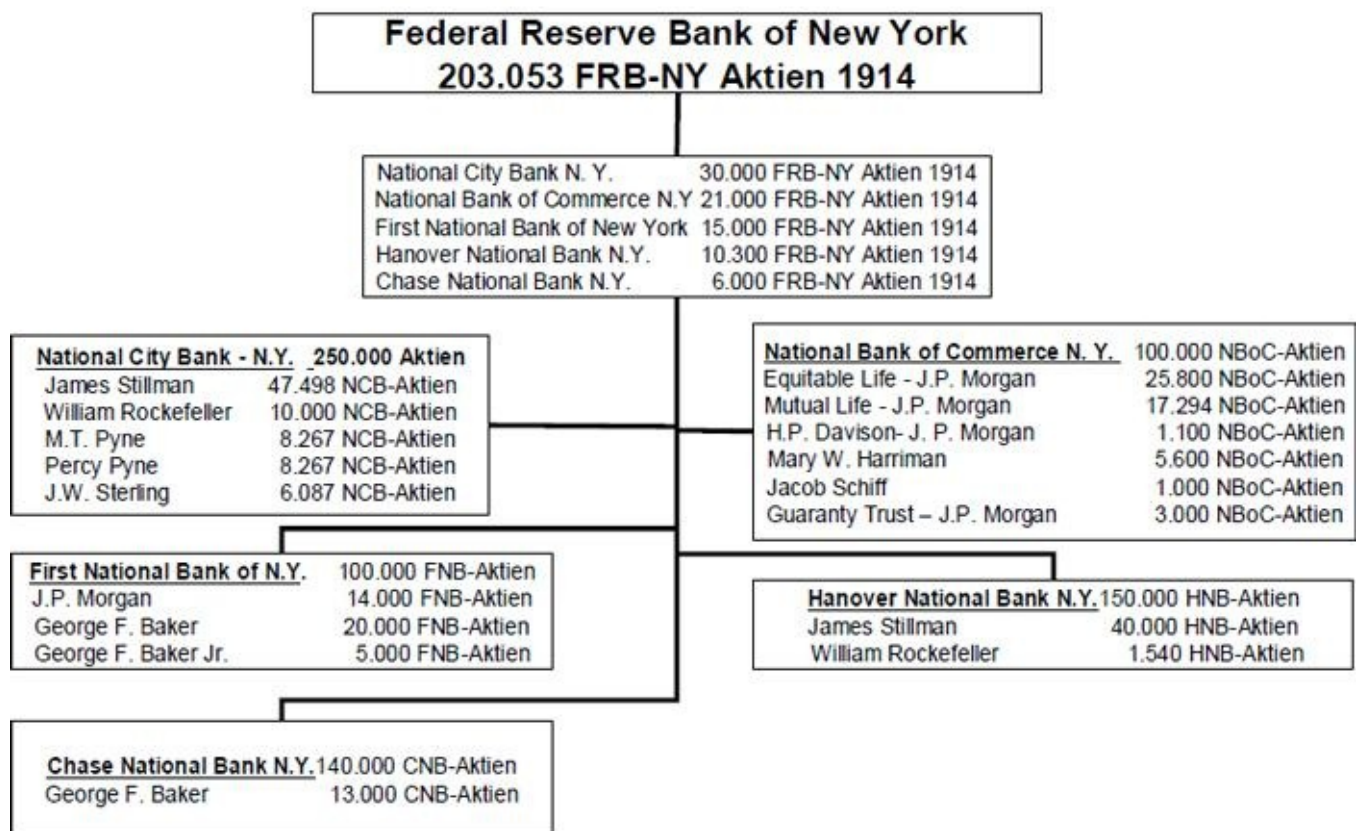 Federal Reserve Bank of New York
203.053 FRB-NY Aktien 1914
National City Bank N. Y. 30.000 FRB-NY Aktien 1914
National Bank of Commerce N.Y 21.000 FRB-NY Aktien 1914
First National Bank of New York 15.000 FRB-NY Aktien 1914
Hanover National Bank N.Y. 10.300 FRB-NY Aktien 1914
Chase National Bank N.Y. 6.000 FRB-NY Aktien 1914
National City Bank - N.Y. 250.000 Aktien
James Stillman 47.498 NCB-Aktien
William Rockefeller 10.000 NCB-Aktien
M.T. Pyne 8.267 NCB-Aktien
Percy Pyne 8.267 NCB-Aktien
J.W. Sterling 6.087 NCB-Aktien
National Bank of Commerce N. Y. 100.000 NBoC-Aktien
Equitable Life - J.P. Morgan 25.800 NBoC-Aktien
Mutual Life - J.P. Morgan 17.294 NBoC-Aktien
H.P. Davison- J. P. Morgan 1.100 NBoC-Aktien
Mary W. Harriman 5.600 NBoC-Aktien
Jacob Schiff 1.000 NBoC-Aktien
Guaranty Trust – J.P. Morgan 3.000 NBoC-Aktien
First National Bank of N.Y. 100.000 FNB-Aktien
J.P. Morgan 14.000 FNB-Aktien
George F. Baker 20.000 FNB-Aktien
George F. Baker Jr. 5.000 FNB-Aktien
Hanover National Bank N.Y. 150.000 HNB-Aktien
James Stillman 40.000 HNB-Aktien
William Rockefeller 1.540 HNB-Aktien
Chase National Bank N.Y. 140.000 CNB-Aktien
George F. Baker 13.000 CNB-Aktien